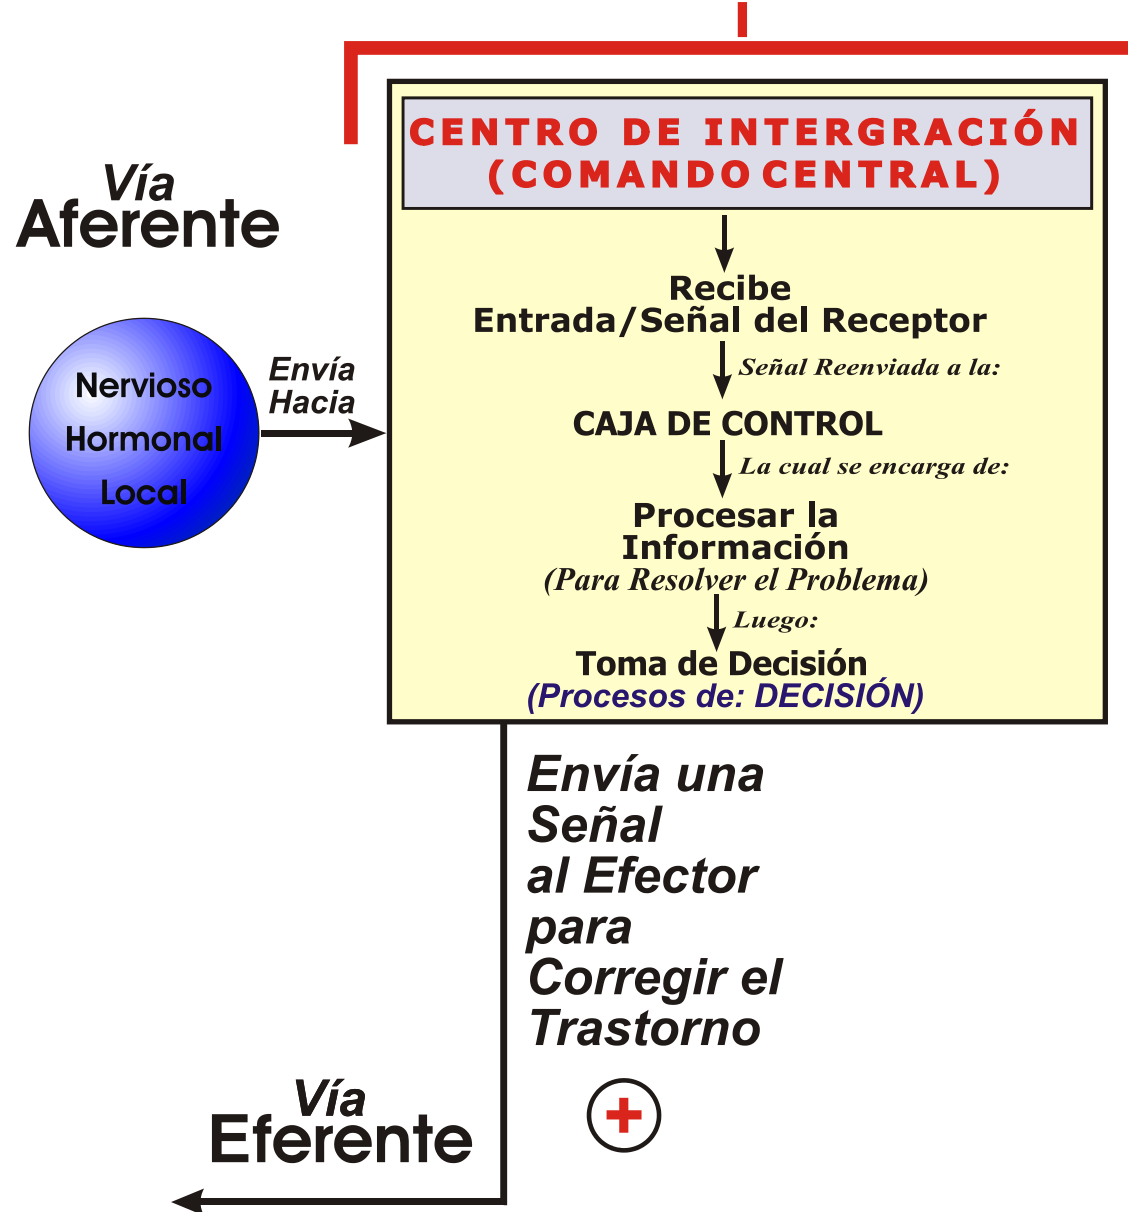 CENTRO DE INTERGRACIÓN
(COMANDO CENTRAL)
Vía
Aferente
Recibe
Entrada/Señal del Receptor
Nervioso
Hormonal
Local
Envía
Hacia
Señal Reenviada a la:
CAJA DE CONTROL
La cual se encarga de:
Procesar la
Información
(Para Resolver el Problema)
Luego:
Toma de Decisión
(Procesos de: DECISIÓN)
Envía una
Señal
al Efector
para
Corregir el
Trastorno
+
Vía
Eferente